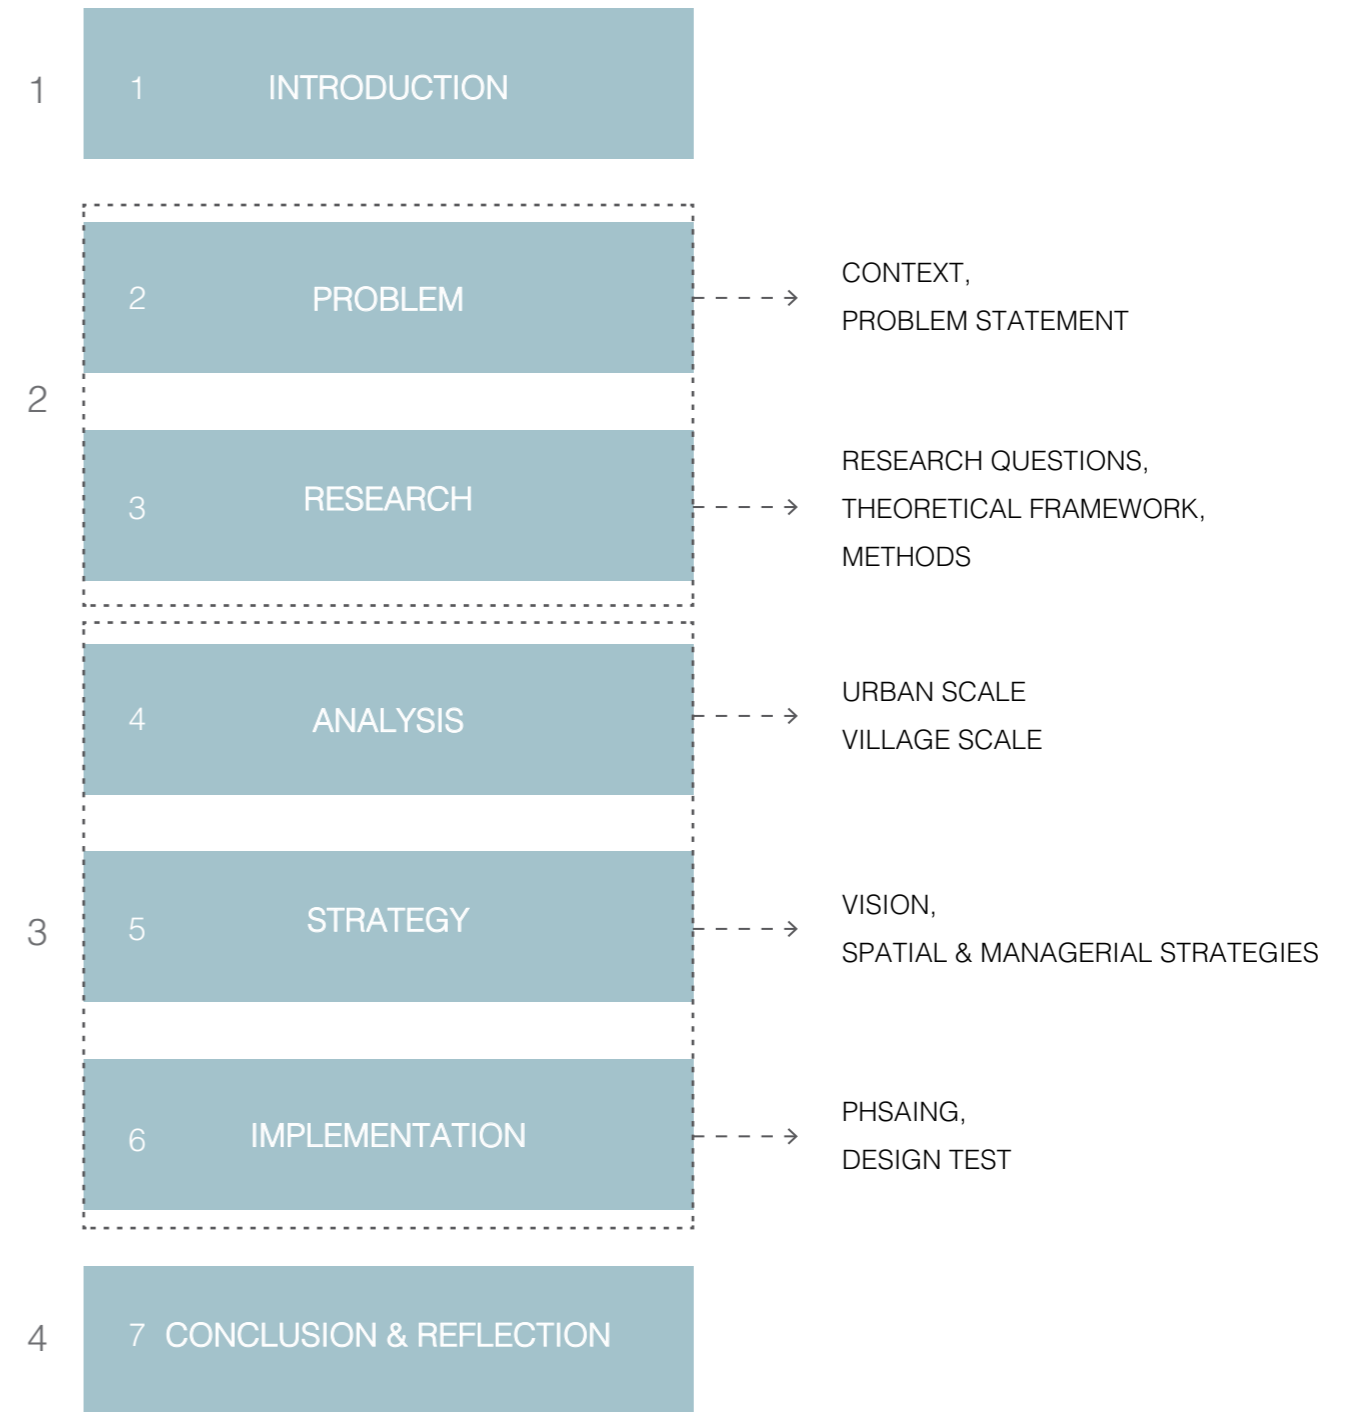 1
1 INTRODUCTION
2
2 PROBLEM
CONTEXT,
PROBLEM STATEMENT
3 RESEARCH
RESEARCH QUESTIONS,
THEORETICAL FRAMEWORK,
METHODS
3
4 ANALYSIS
URBAN SCALE
VILLAGE SCALE
5 STRATEGY
VISION,
SPATIAL & MANAGERIAL STRATEGIES
6 IMPLEMENTATION
PHSAING,
DESIGN TEST
4
7 CONCLUSION & REFLECTION